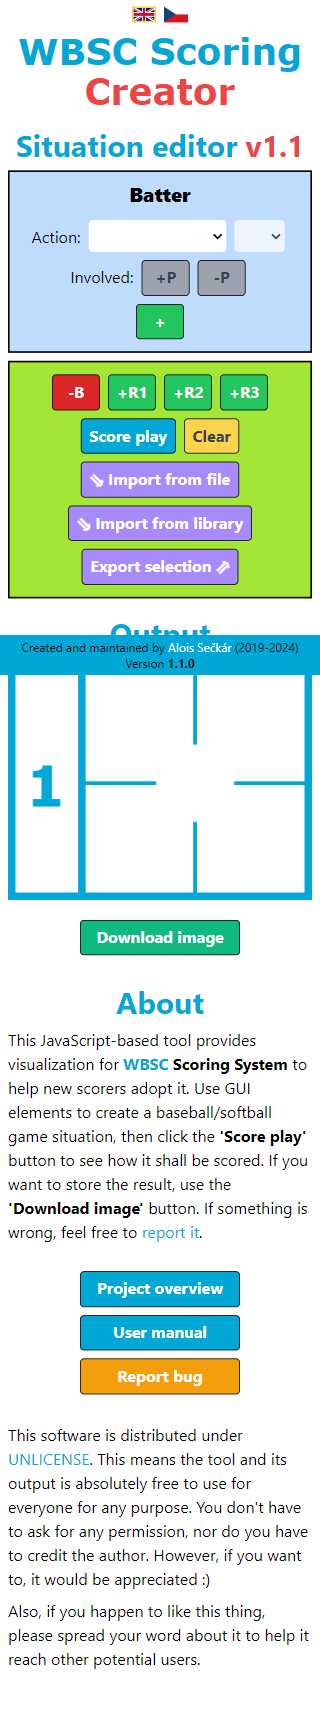 WBSC Scoring
Creator
Situation editor v1.1
Batter
Action:
Involved: +P -P
+
-B +R1 +R2 +R3
Score play Clear
⇘ Import from file
⇘ Import from library
Export selection ⇗
Output
Created and maintained by Alois Sečkár (2019-2024)
Version 1.1.0
1
Download image
About
This JavaScript-based tool provides
visualization for WBSC Scoring System to
help new scorers adopt it. Use GUI
elements to create a baseball/softball
game situation, then click the 'Score play'
button to see how it shall be scored. If you
want to store the result, use the
'Download image' button. If something is
wrong, feel free to report it.
Project overview
User manual
Report bug
This software is distributed under
UNLICENSE. This means the tool and its
output is absolutely free to use for
everyone for any purpose. You don't have
to ask for any permission, nor do you have
to credit the author. However, if you want
to, it would be appreciated :)
Also, if you happen to like this thing,
please spread your word about it to help it
reach other potential users.